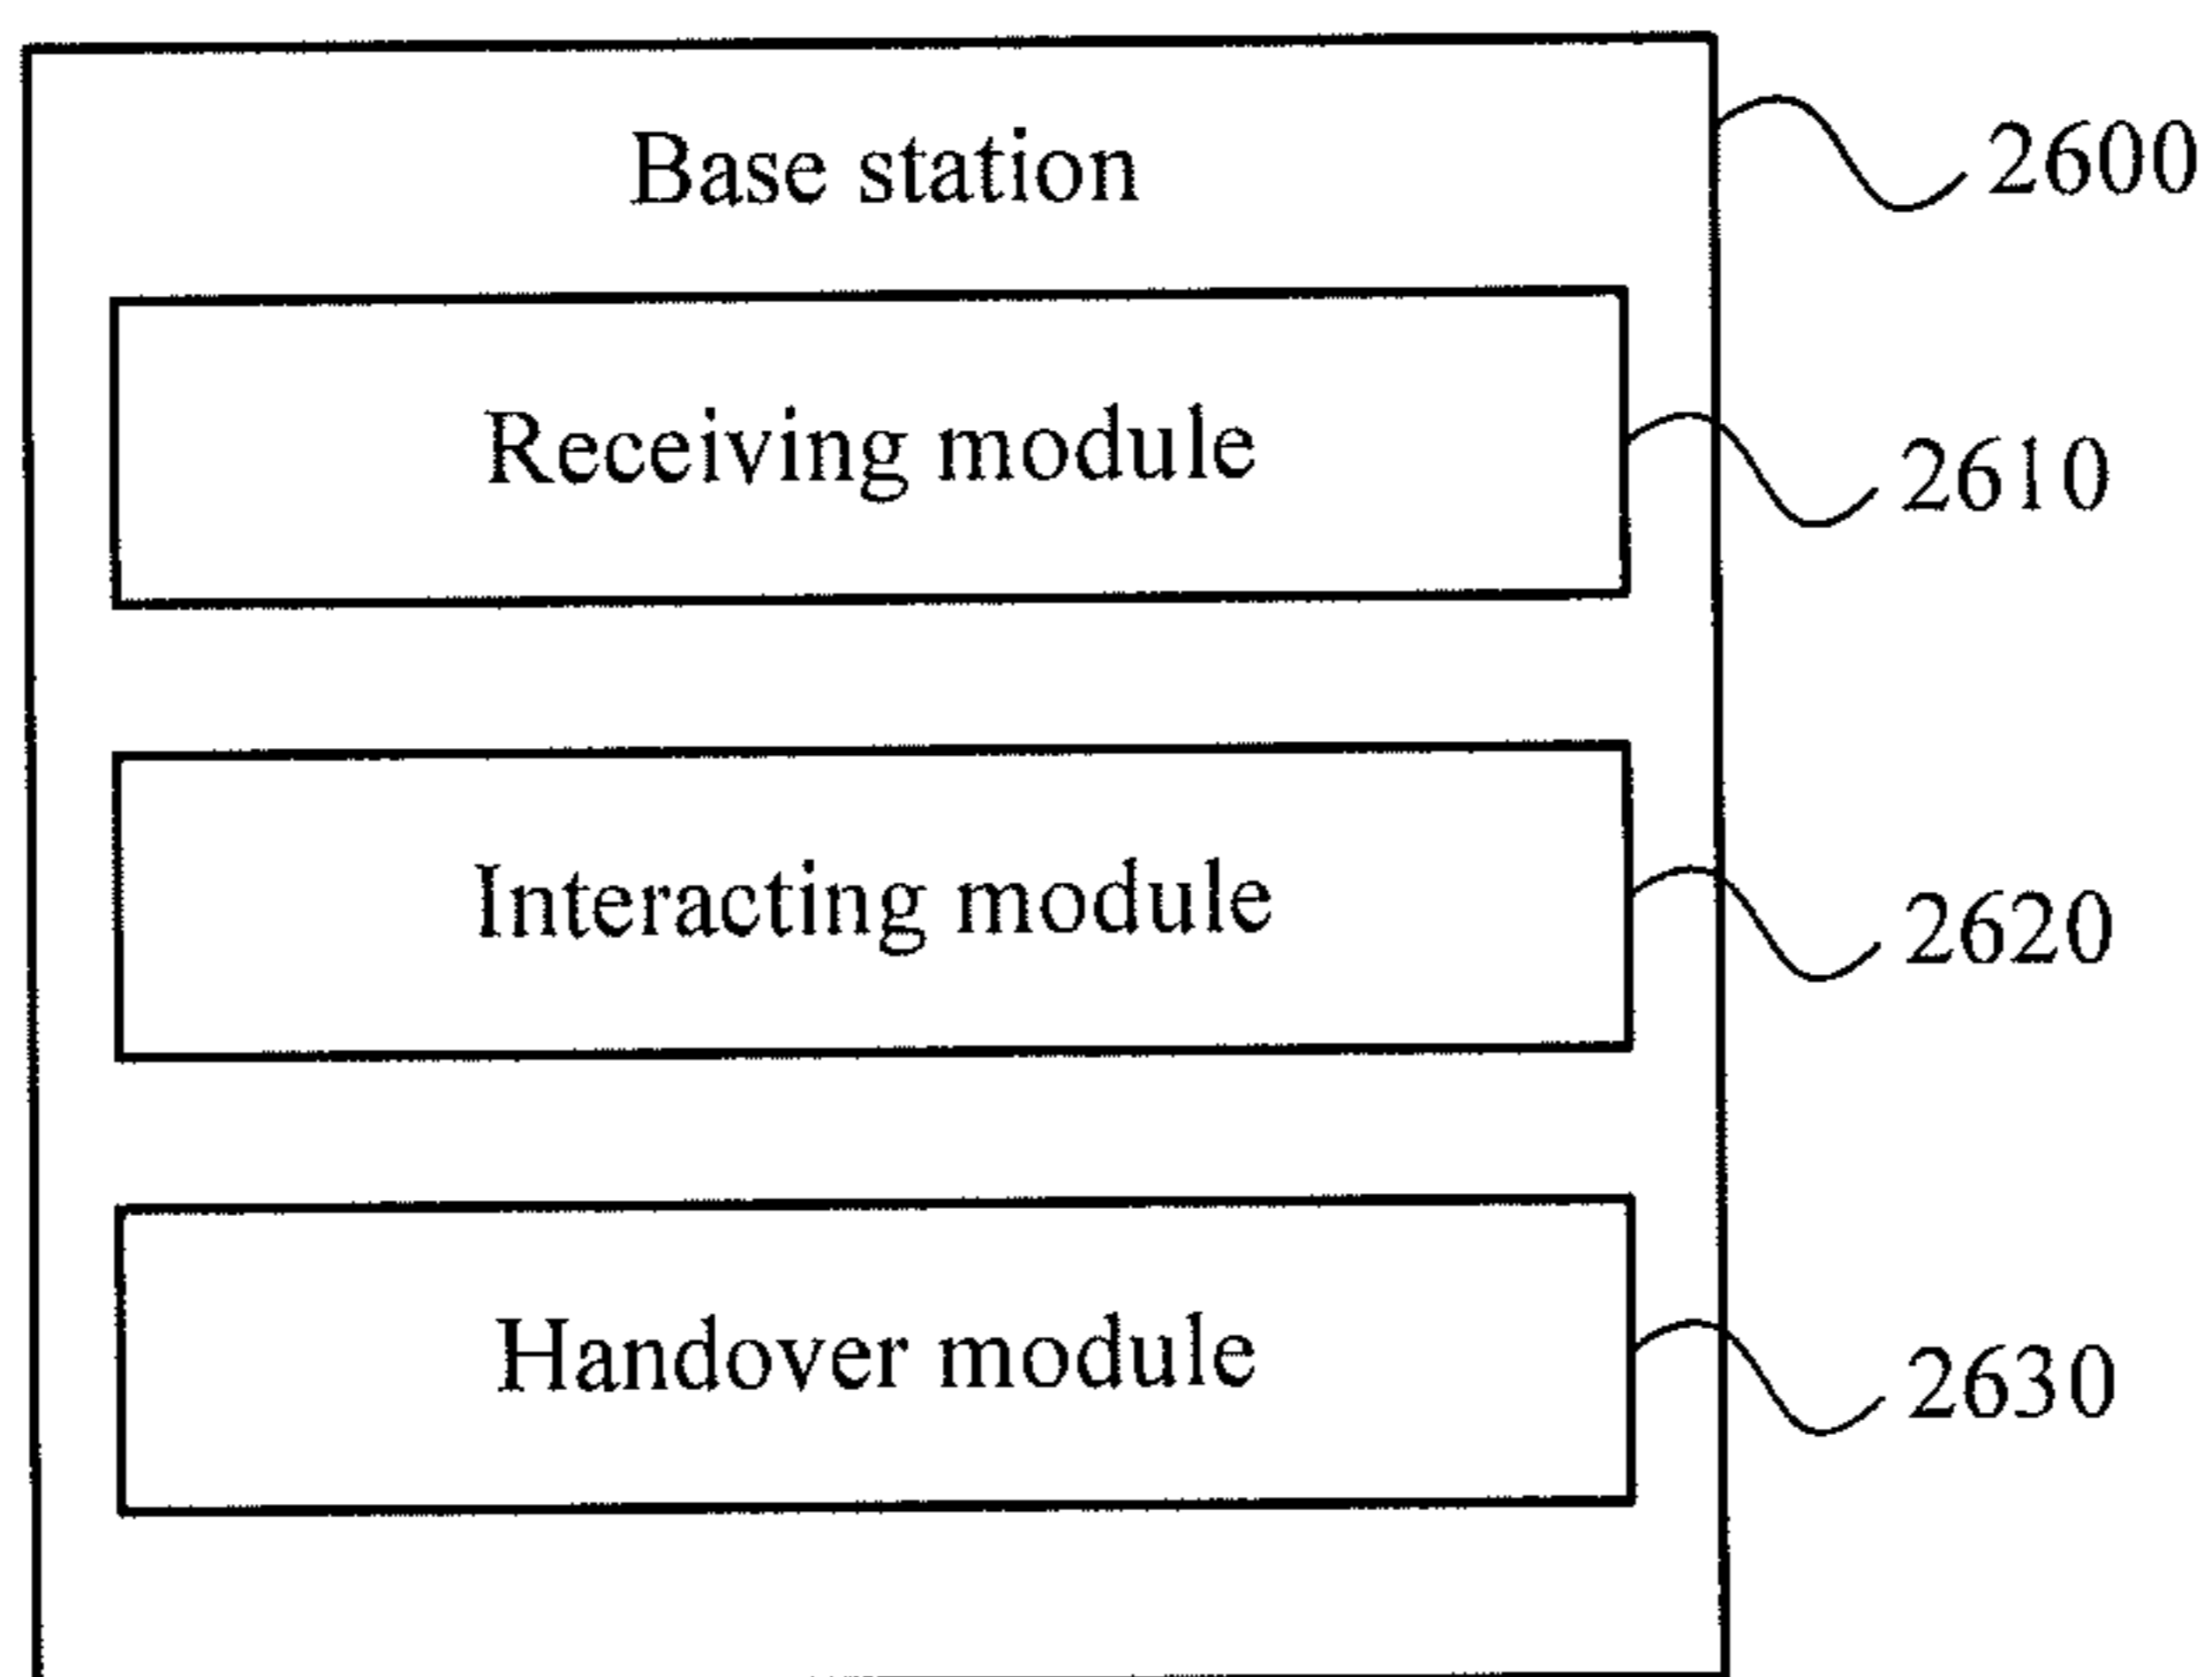 Base station
2600
Receiving module
2610
Interacting module
2620
Handover module
2630